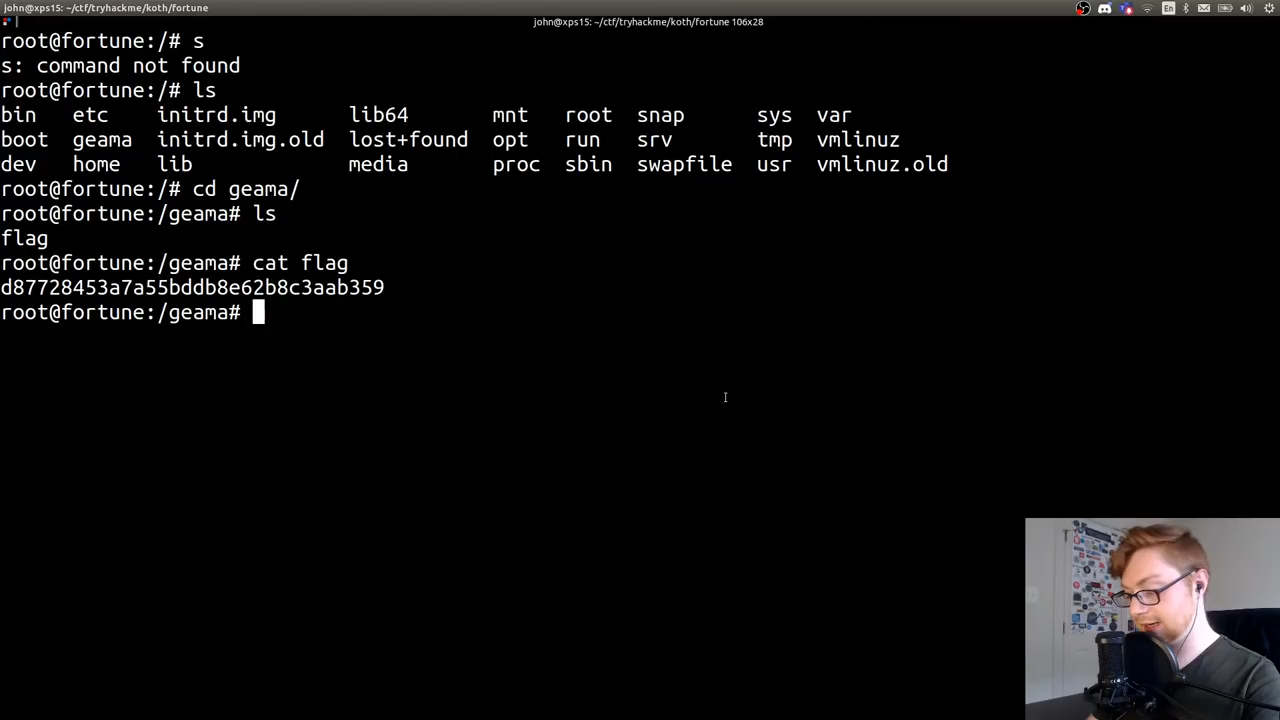 john@xps15: ~/ctf/tryhackme/koth/fortune
En
john@xps15: ~/ctf/tryhackme/koth/fortune 106x28
root@fortune:/# s
s: command not found
root@fortune:/# ls
bin etc initrd.img lib64 mnt root snap sys var
boot geama initrd.img.old lost+found opt run srv tmp vmlinuz
dev home lib media proc sbin swapfile usr vmlinuz.old
root@fortune:/# cd geama/
root@fortune:/geama# ls
flag
root@fortune:/geama# cat flag
d87728453a7a55bddb8e62b8c3aab359
root@fortune:/geama#